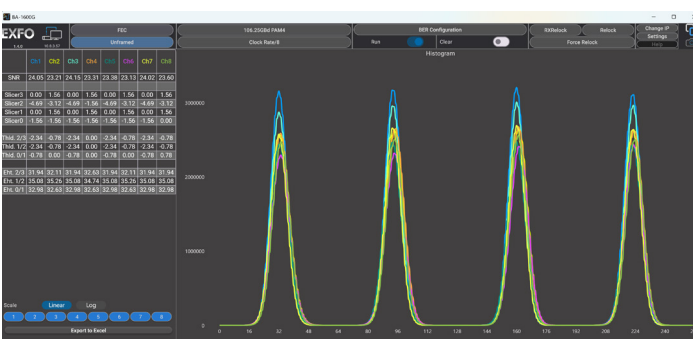 BA-1600G
EXFO
FEC
106.25GBd PAM4
BER Configuration
RXRelock
Relock
Change IP
Unframed
Clock Rate/8
Run
Clear
Force Relock
Settings
Help
Histogram
Ch1 Ch2 Ch3 Ch4 Ch5 Ch6 Ch7 Ch8
SNR 24.05 23.21 24.15 23.31 23.38 23.13 24.02 23.60
Slicer3 0.00 1.56 0.00 1.56 0.00 1.56 0.00 1.56
Slicer2 -4.69 -3.12 -4.69 -1.56 -4.69 -3.12 -4.69 -3.12
Slicer1 0.00 1.56 0.00 1.56 0.00 1.56 0.00 1.56
Slicer0 -1.56 -1.56 -1.56 -1.56 -1.56 -1.56 -1.56 0.00
Thld. 2/3 -2.34 -0.78 -2.34 0.00 -2.34 -0.78 -2.34 -0.78
Thld. 1/2 -2.34 -0.78 -2.34 0.00 -2.34 -0.78 -2.34 -0.78
Thld. 0/1 -0.78 0.00 -0.78 0.00 -0.78 0.00 -0.78 0.78
Eht. 2/3 31.94 32.11 31.94 32.63 31.94 32.11 31.94 31.94
Eht. 1/2 35.08 35.26 35.08 34.74 35.08 35.26 35.08 35.08
Eht. 0/1 32.98 32.63 32.98 32.63 32.98 32.63 32.98 32.98
3000000
2000000
1000000
0
0 16 32 48 64 80 96 112 128 144 160 176 192 208 224 240
Scale
Linear
Log
1 2 3 4 5 6 7 8
Export to Excel